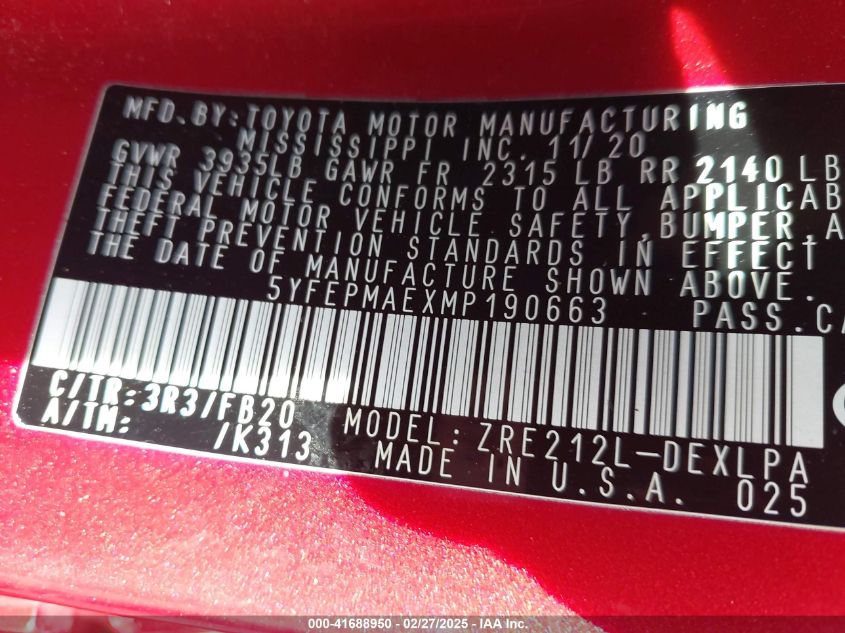 MFD.BY:TOYOTA MOTOR MANUFACTURING
MISSISSIPPI INC. 11/20
GVWR 3935LB GAWR FR 2315 LB RR 2140 LB
THIS VEHICLE CONFORMS TO ALL APPLICAB
FEDERAL MOTOR VEHICLE SAFETY,BUMPER,A
THEFT PREVENTION STANDARDS IN EFFECT
THE DATE OF MANUFACTURE SHOWN ABOVE.
5YFEPMAEXMP190663 PASS.CA
C/TR:3R3/FB20 MODEL: ZRE212L-DEXLPA
A/TM: /K313 MADE IN U.S.A. 025
000-41688950 - 02/27/2025 - IAA Inc.